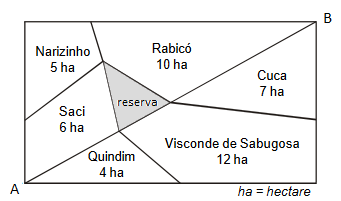 B
Narizinho
5 ha
Rabicó
10 ha
Cuca
7 ha
reserva
Saci
6 ha
Visconde de Sabugosa
12 ha
Quindim
4 ha
A
ha = hectare